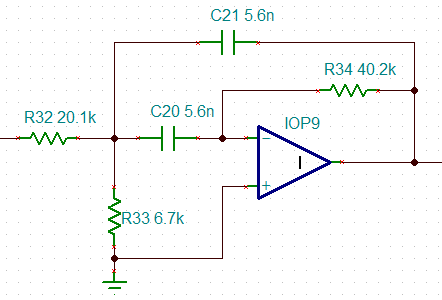 C21 5.6n
R34 40.2k
R32 20.1k
C20 5.6n
IOP9
I
R33 6.7k